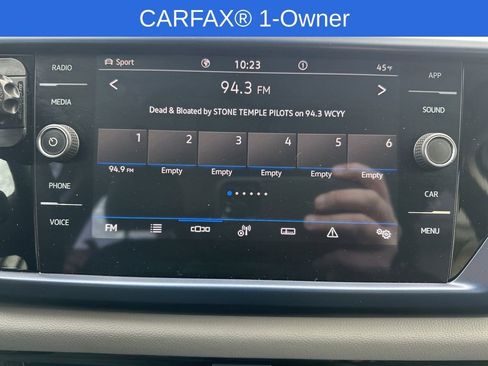 CARFAX® 1-Owner
RADIO
Sport
10:23
45°F
APP
MEDIA
94.3 FM
SOUND
Dead & Bloated by STONE TEMPLE PILOTS on 94.3 WCYY
1 2 3 4 5 6
94.9 FM Empty Empty Empty Empty Empty
PHONE
CAR
VOICE
FM
MENU